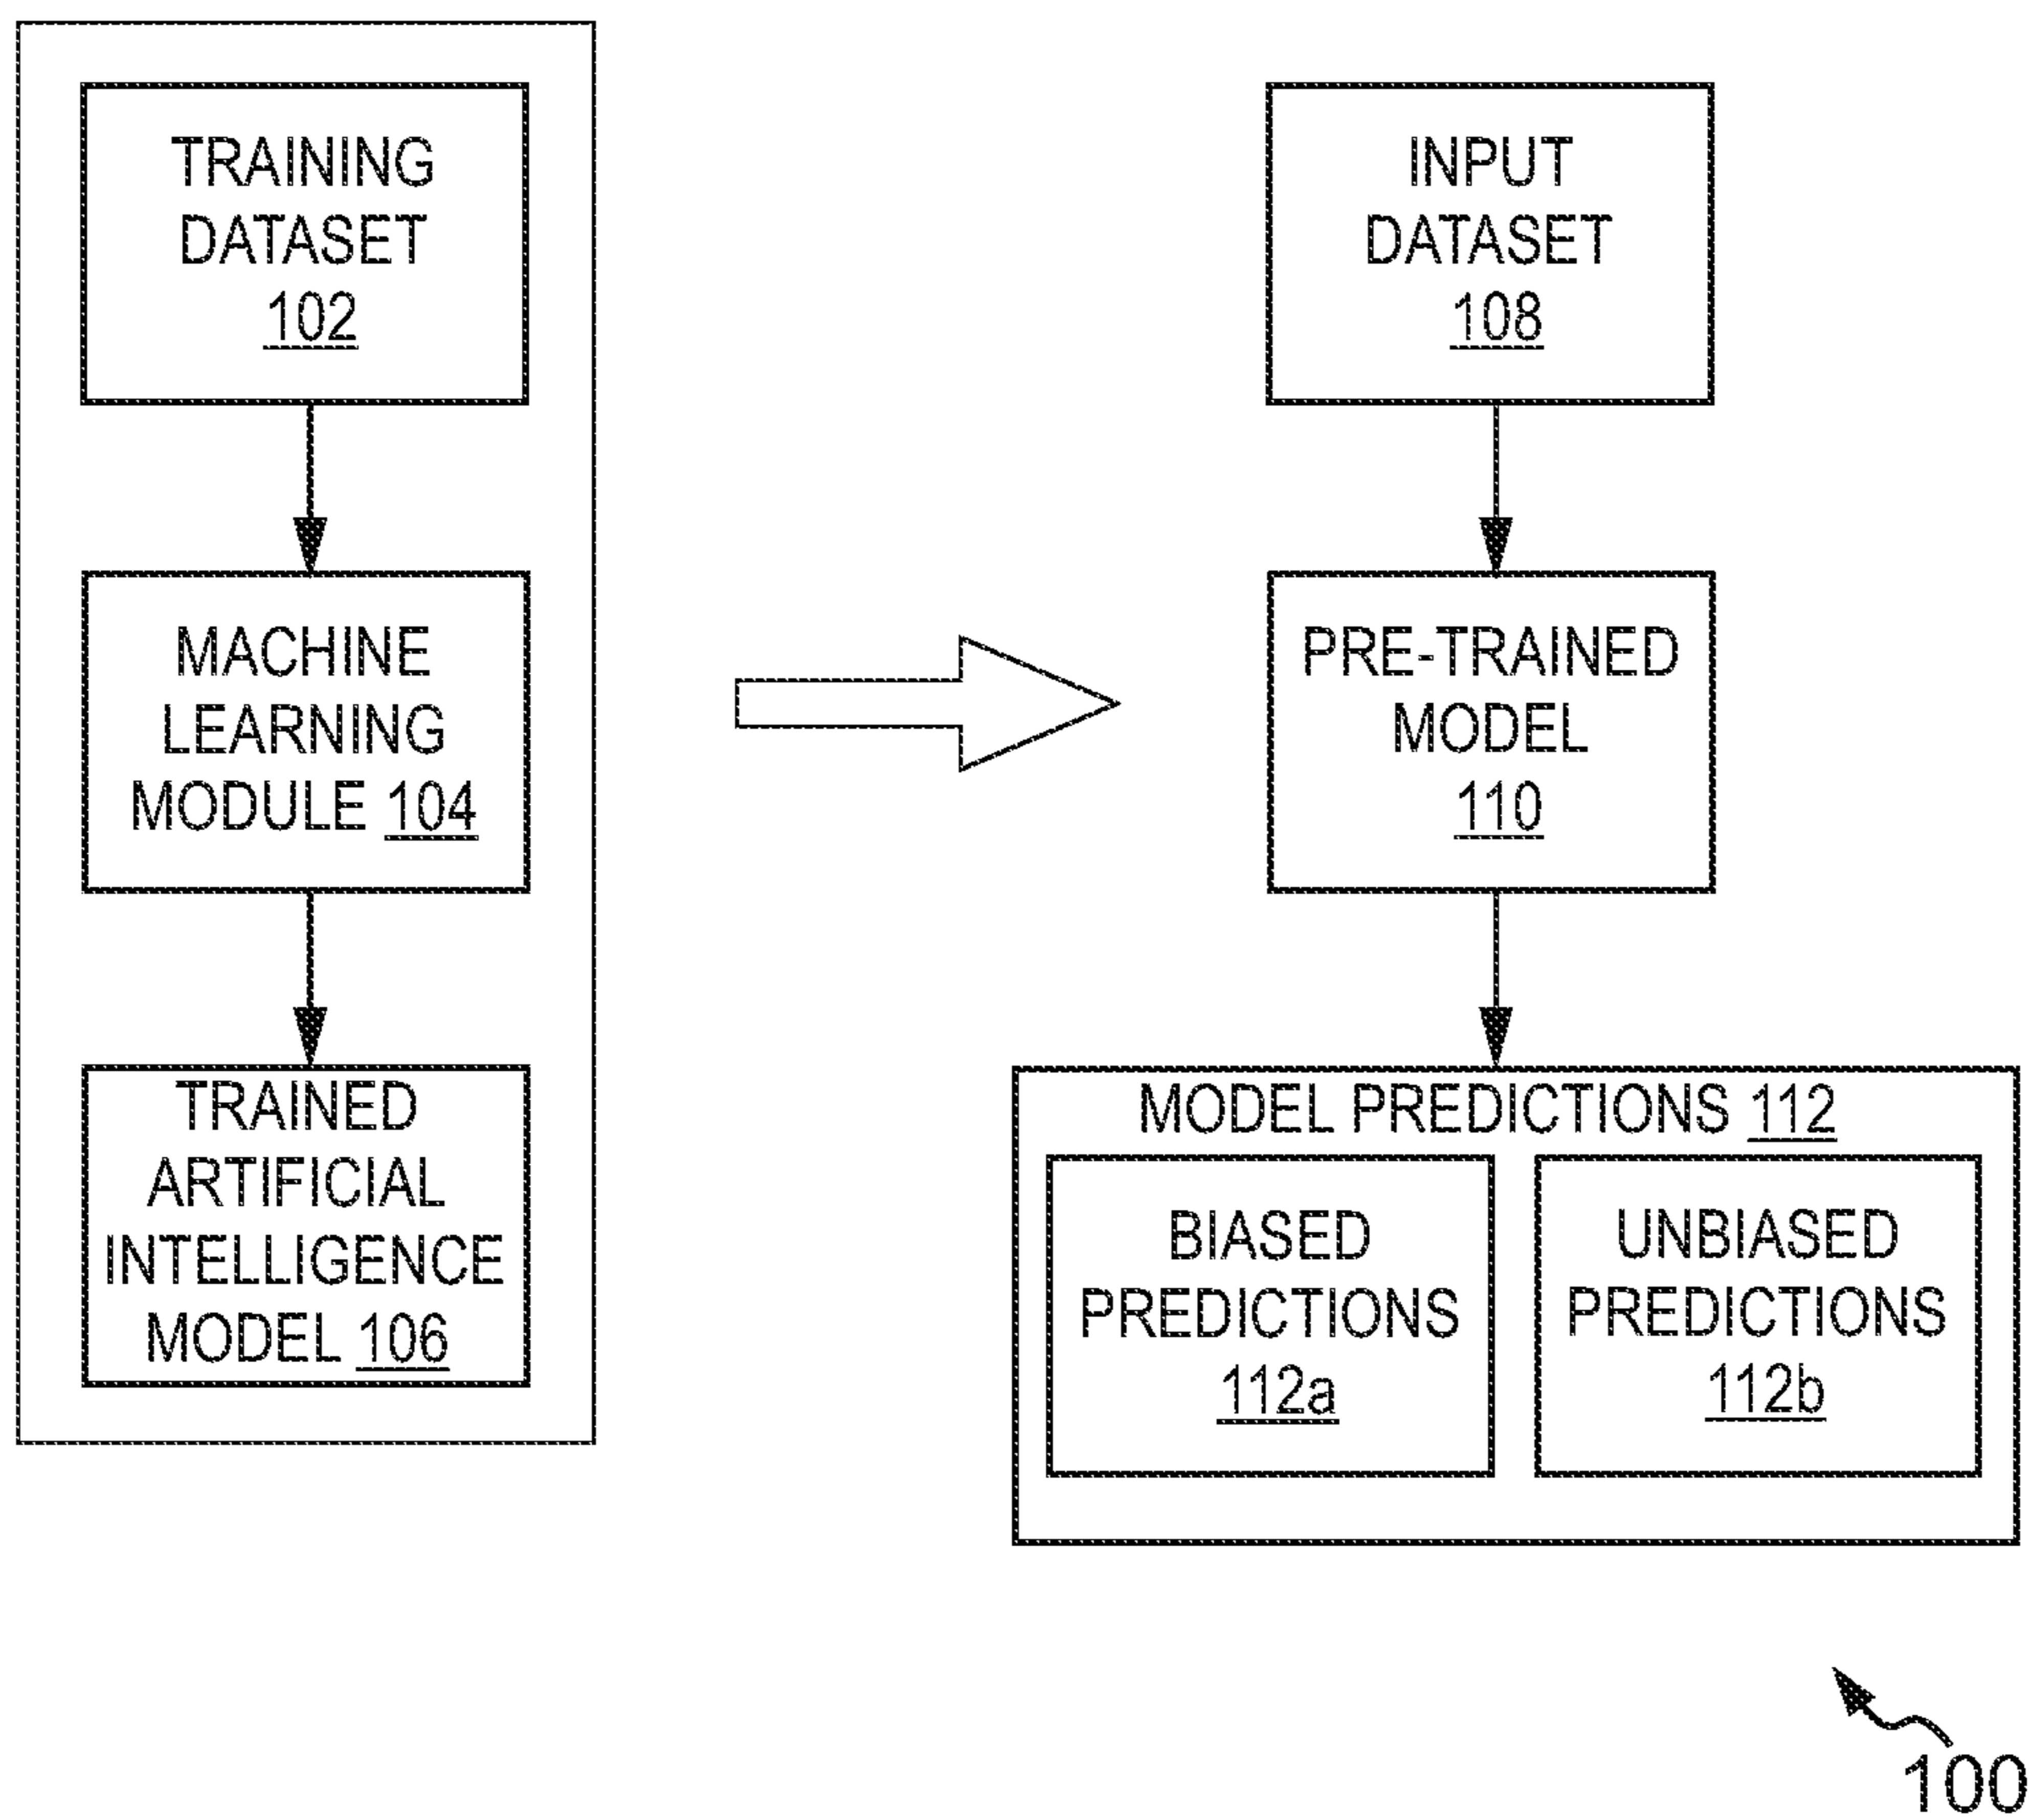 TRAINING
DATASET
102
MACHINE
LEARNING
MODULE 104
TRAINED
ARTIFICIAL
INTELLIGENCE
MODEL 106
INPUT
DATASET
108
PRE-TRAINED
MODEL
110
MODEL PREDICTIONS 112
BIASED
PREDICTIONS
112a
UNBIASED
PREDICTIONS
112b
100